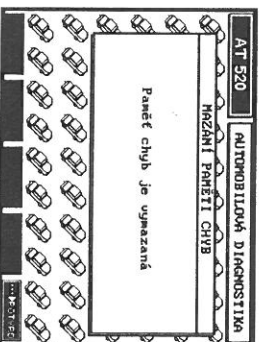 AT 520
AUTOMOBILOVÁ DIAGNOSTIKA
MAZÁNÍ PAMĚTI CHYB
Paměť chyb je vymazaná